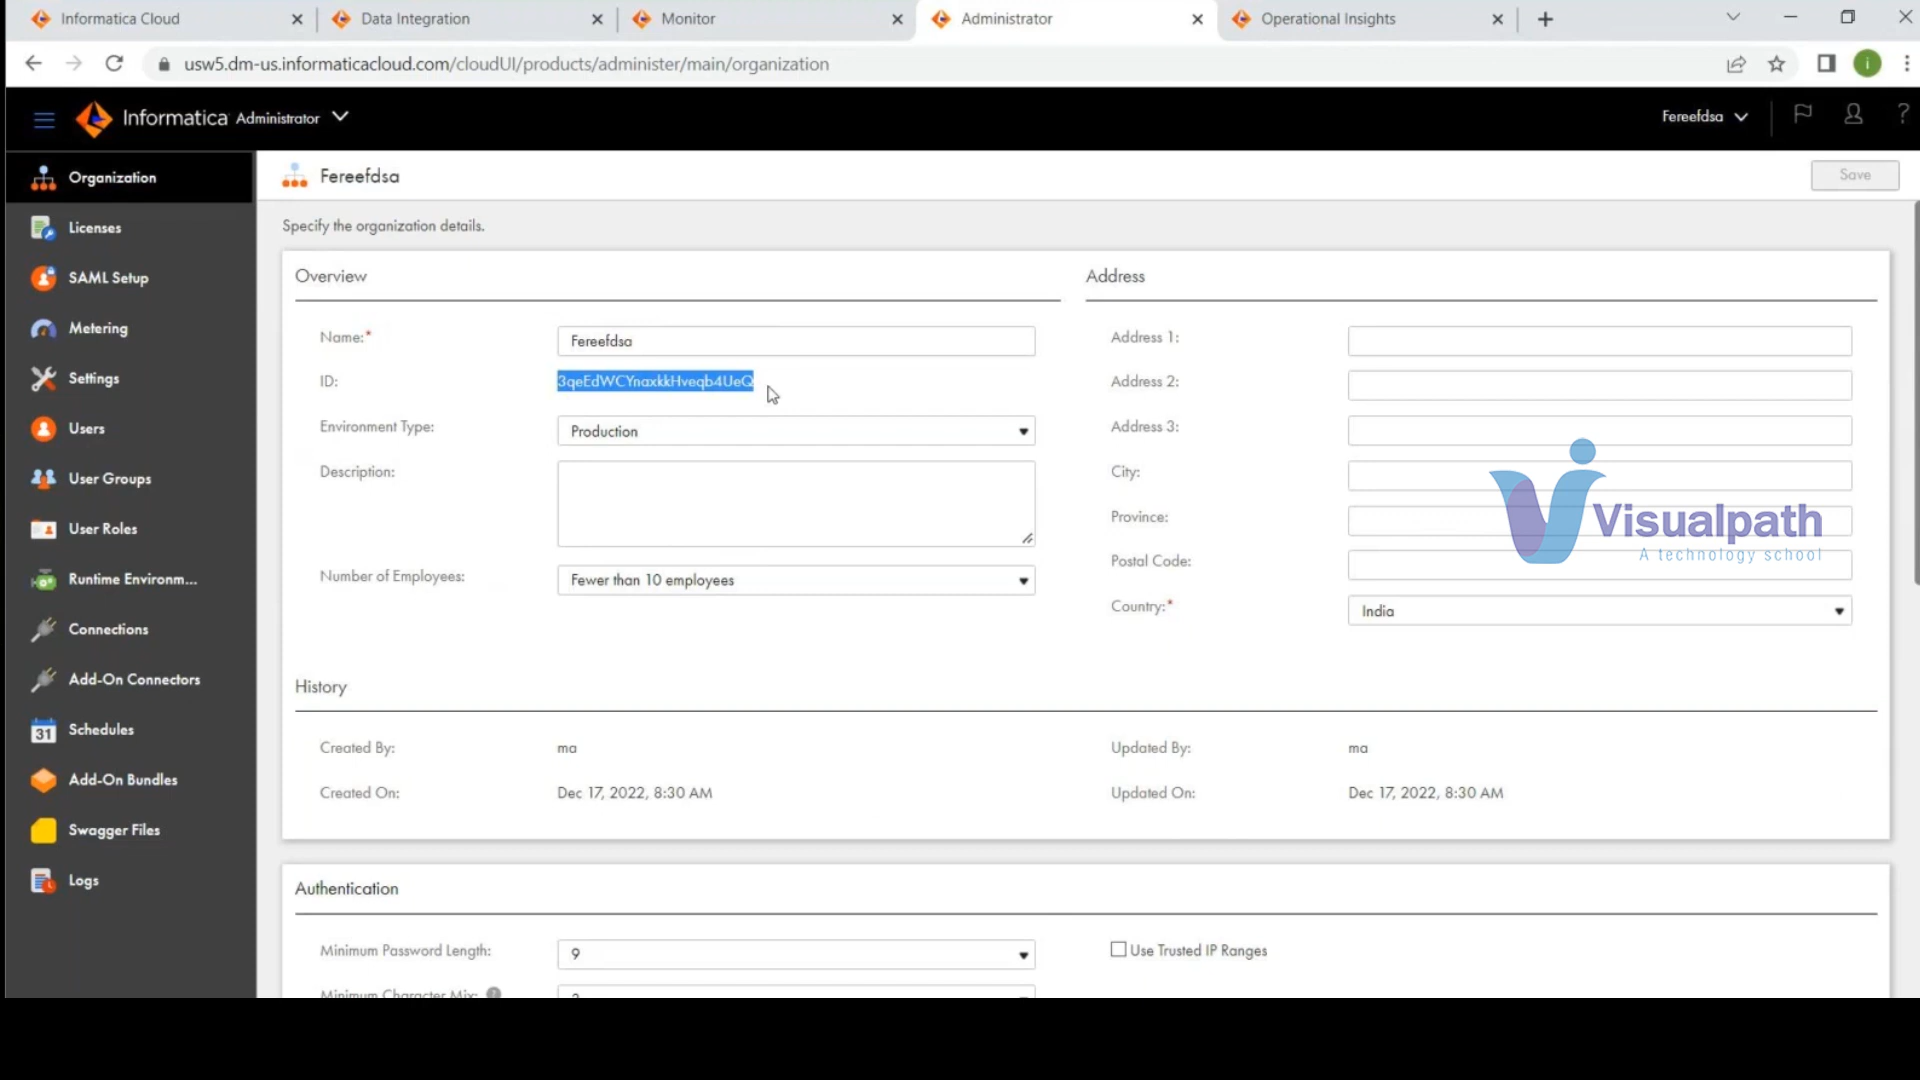 Informatica Cloud
Data Integration
Monitor
Administrator
Operational Insights
usw5.dm-us.informaticacloud.com/cloudUI/products/administer/main/organization
i
Informatica Administrator
Fereefdsa
?
Organization
Licenses
SAML Setup
Metering
Settings
Users
User Groups
User Roles
Runtime Environm...
Connections
Add-On Connectors
31 Schedules
Add-On Bundles
Swagger Files
Logs
Fereefdsa
Save
Specify the organization details.
Overview
Name:* Fereefdsa
ID: 3qeEdWCYnaxkkHveqb4UeQ
Environment Type: Production
Description:
Number of Employees: Fewer than 10 employees
Address
Address 1:
Address 2:
Address 3:
City:
Province:
Postal Code:
Country:* India
Visualpath
A technology school
History
Created By: ma
Updated By: ma
Created On: Dec 17, 2022, 8:30 AM
Updated On: Dec 17, 2022, 8:30 AM
Authentication
Minimum Password Length: 9
Use Trusted IP Ranges
Minimum Character Mix: